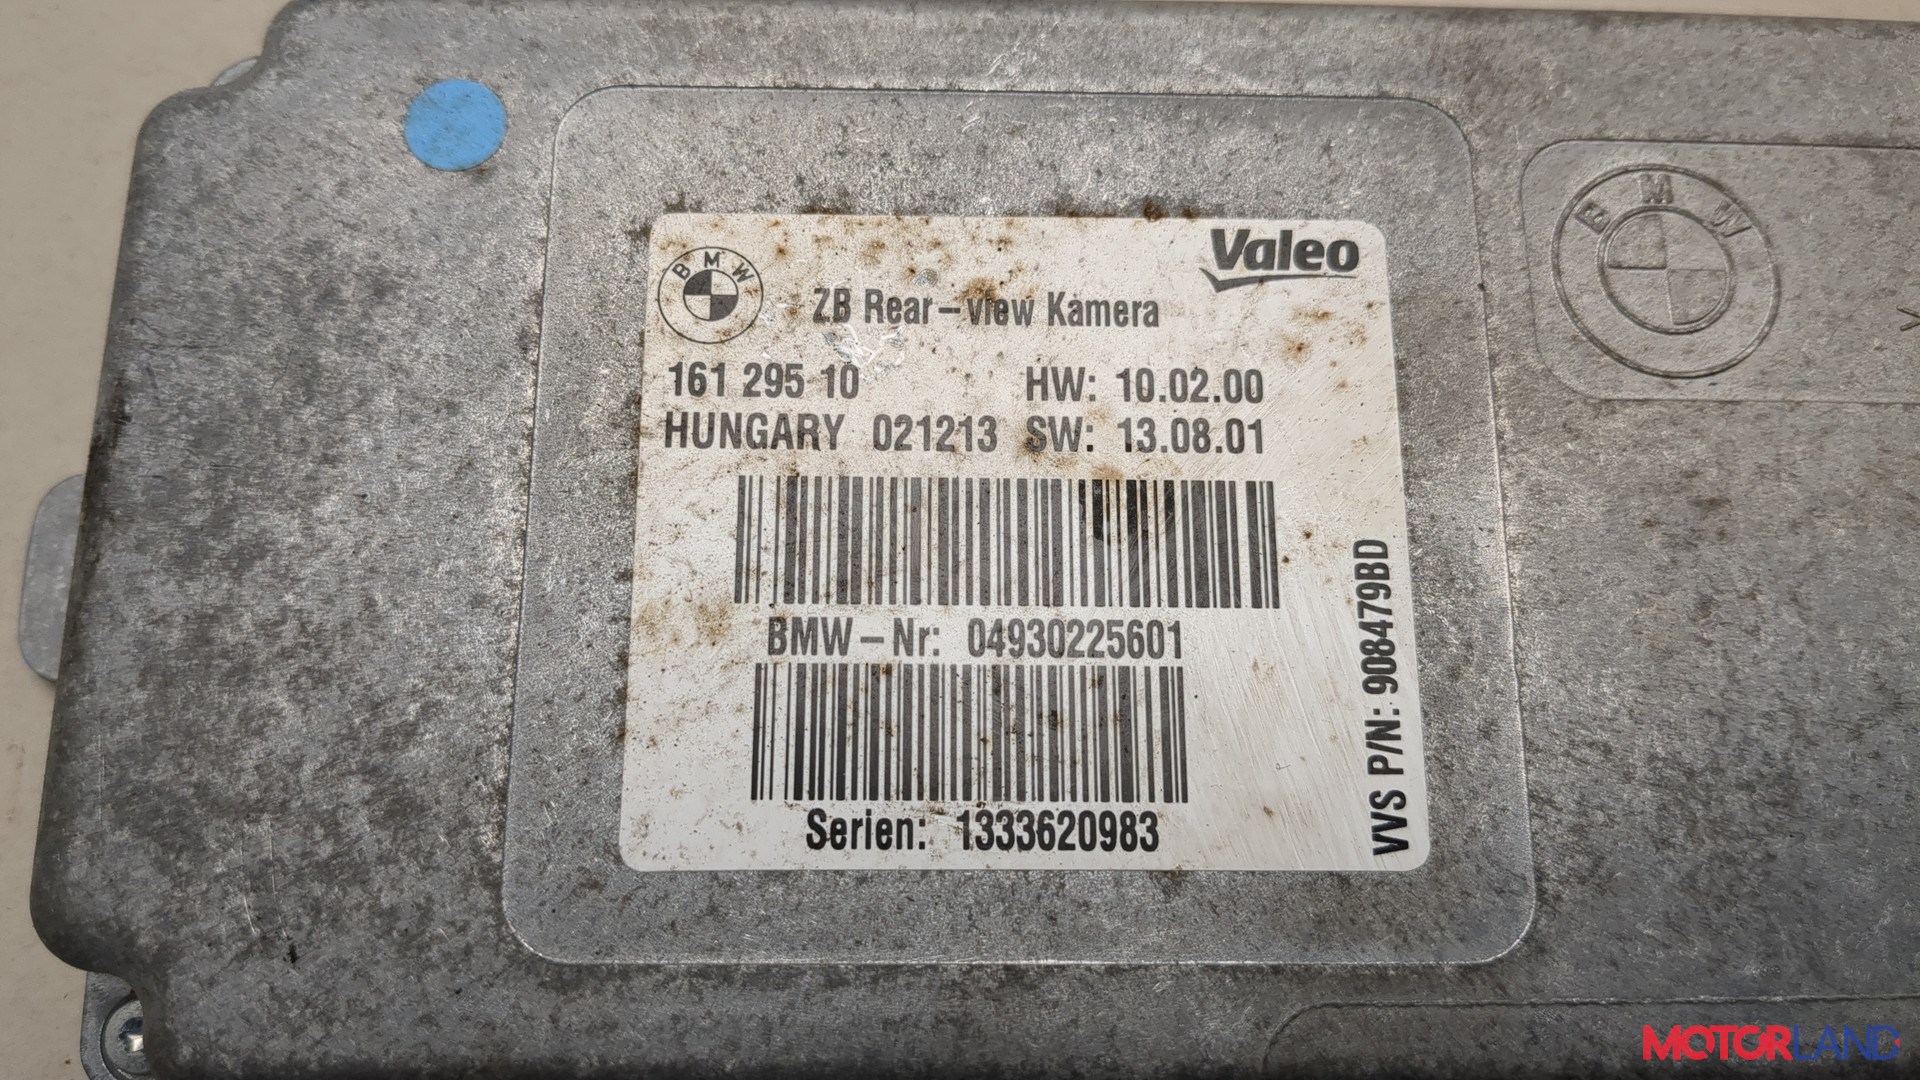 BMW
Valeo
ZB Rear-view Kamera
161 295 10 HW: 10.02.00
HUNGARY 021213 SW: 13.08.01
BMW-Nr: 04930225601
Serien: 1333620983
VVS P/N: 9084479BD
BMW
MOTORLAND